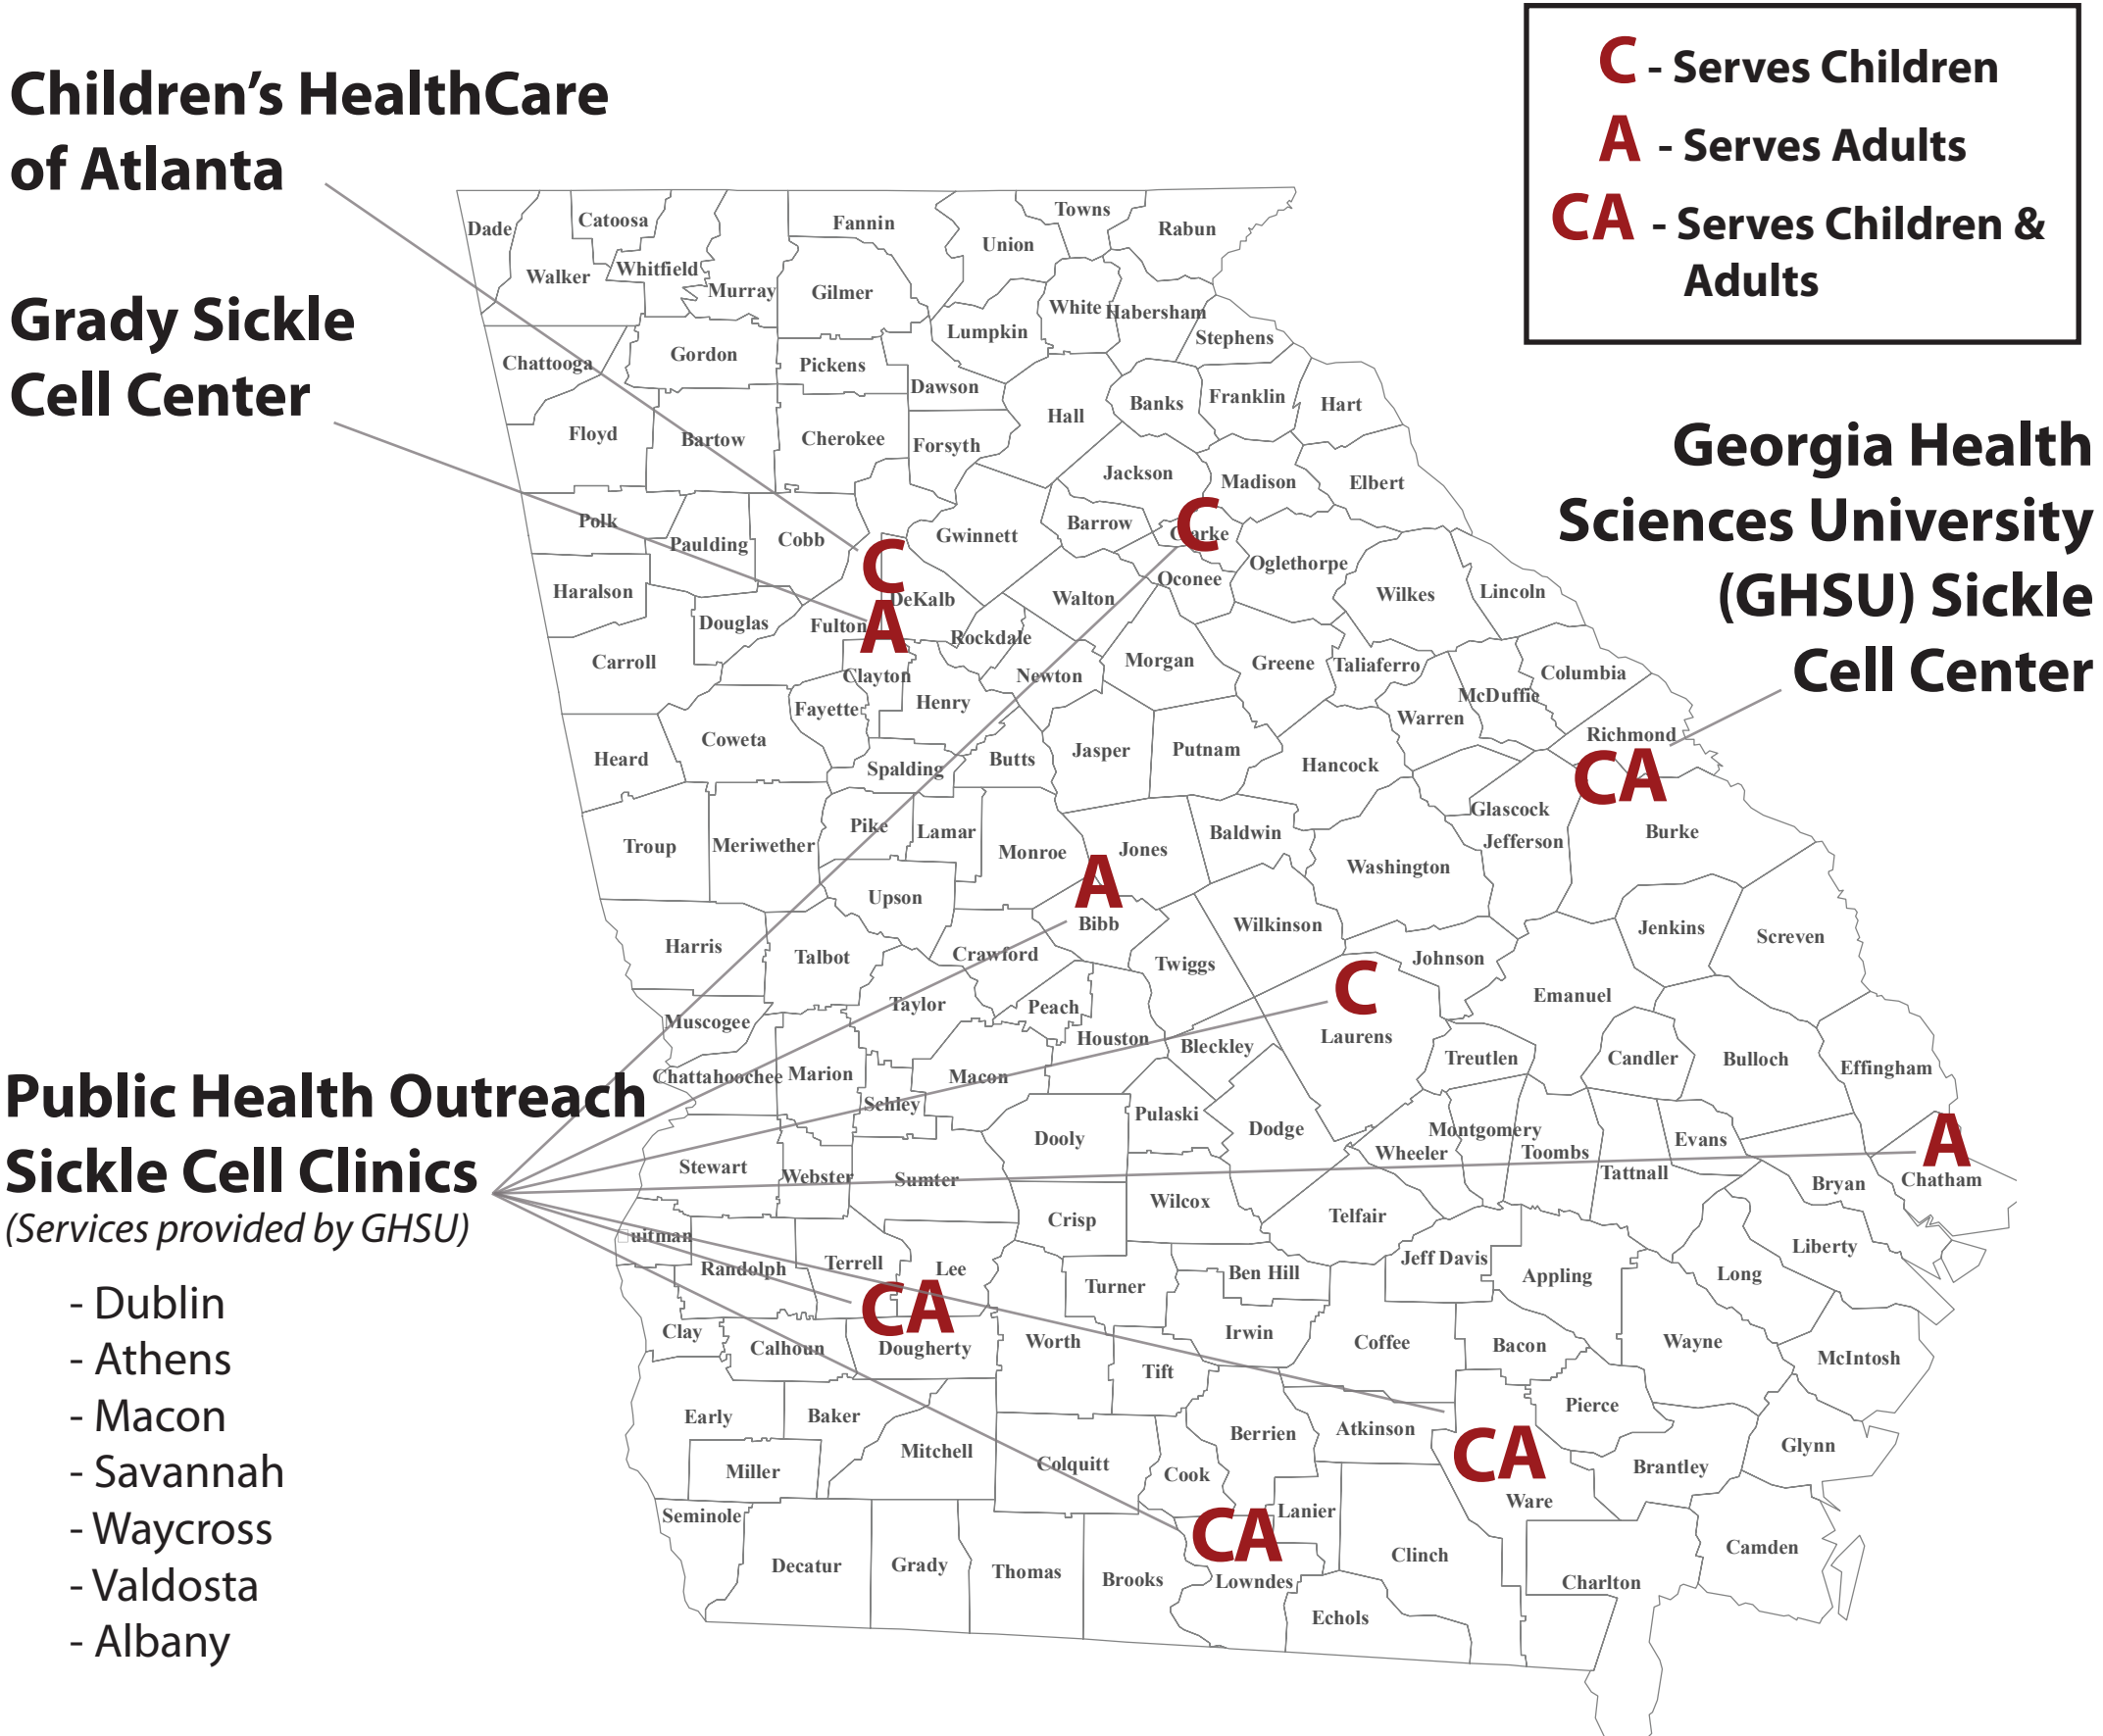 C - Serves Children
A - Serves Adults
CA - Serves Children &
Adults
Children's HealthCare
of Atlanta
Grady Sickle
Cell Center
Georgia Health
Sciences University
(GHSU) Sickle
Cell Center
Public Health Outreach
Sickle Cell Clinics
(Services provided by GHSU)
- Dublin
- Athens
- Macon
- Savannah
- Waycross
- Valdosta
- Albany
Dade
Catoosa
Fannin
Towns
Union
Rabun
Walker
Whitfield
Murray
Gilmer
White
Habersham
Lumpkin
Stephens
Chattooga
Gordon
Pickens
Dawson
Banks
Franklin
Hart
Hall
Floyd
Bartow
Cherokee
Forsyth
Jackson
Madison
Elbert
Polk
Paulding
Cobb
Gwinnett
Barrow
C
Clarke
C
Oglethorpe
Haralson
DeKalb
Walton
Oconee
Wilkes
Lincoln
Douglas
Fulton
A
Rockdale
Carroll
Clayton
Newton
Morgan
Greene
Taliaferro
Columbia
McDuffie
Fayette
Henry
Warren
Coweta
Heard
Spalding
Butts
Jasper
Putnam
Hancock
Richmond
CA
Glascock
Troup
Meriwether
Pike
Lamar
Monroe
Jones
Baldwin
Washington
Jefferson
Burke
A
Upson
Bibb
Wilkinson
Jenkins
Screven
Harris
Talbot
Crawford
Twiggs
Johnson
C
Emanuel
Muscogee
Taylor
Peach
Houston
Bleckley
Laurens
Treutlen
Candler
Bulloch
Effingham
Chattahoochee
Marion
Macon
Schley
Pulaski
Dooly
Dodge
Montgomery
Wheeler
Toombs
Evans
A
Stewart
Webster
Sumter
Tattnall
Bryan
Chatham
Wilcox
Crisp
Telfair
uitman
Randolph
Terrell
Lee
Turner
Ben Hill
Jeff Davis
Appling
Long
Liberty
CA
Clay
Calhoun
Dougherty
Worth
Irwin
Coffee
Bacon
Wayne
McIntosh
Tift
Early
Baker
Mitchell
Berrien
Atkinson
Pierce
Glynn
Miller
Colquitt
Cook
CA
Ware
Brantley
Seminole
Lanier
CA
Decatur
Grady
Thomas
Brooks
Lowndes
Clinch
Charlton
Camden
Echols